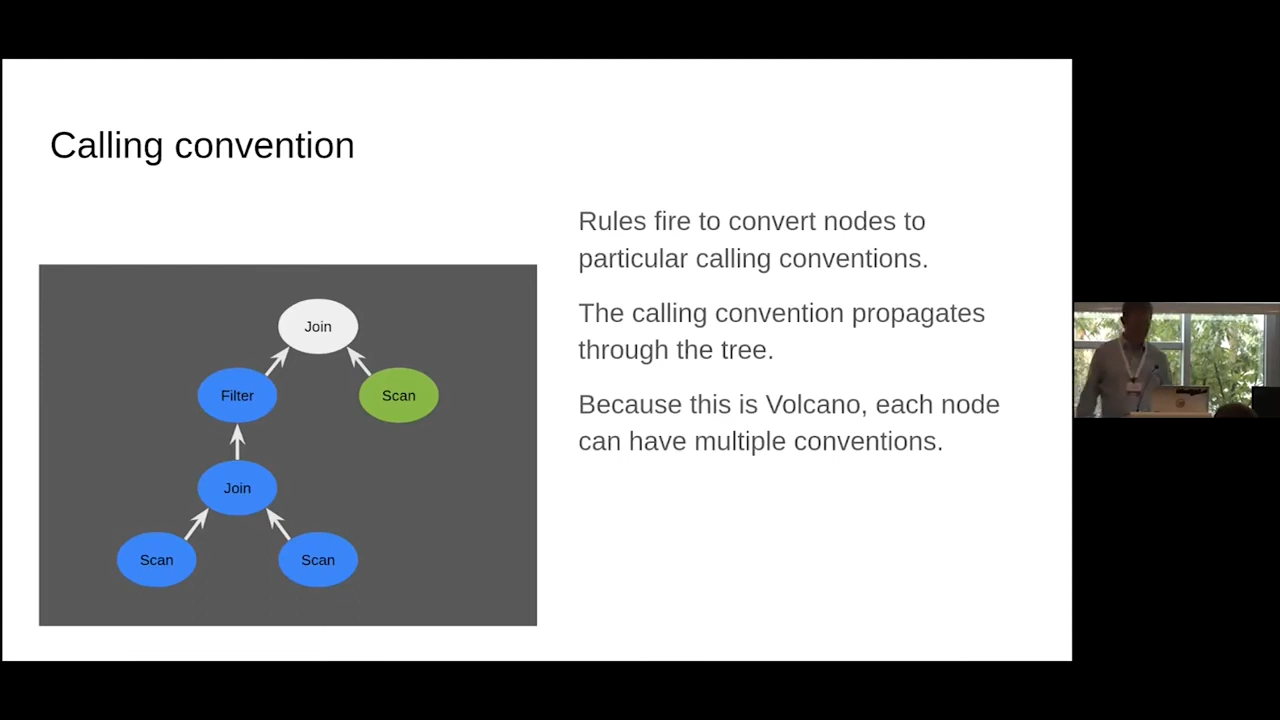 Calling convention
Rules fire to convert nodes to
particular calling conventions.
The calling convention propagates
through the tree.
Because this is Volcano, each node
can have multiple conventions.
Join
Filter
Scan
Join
Scan
Scan